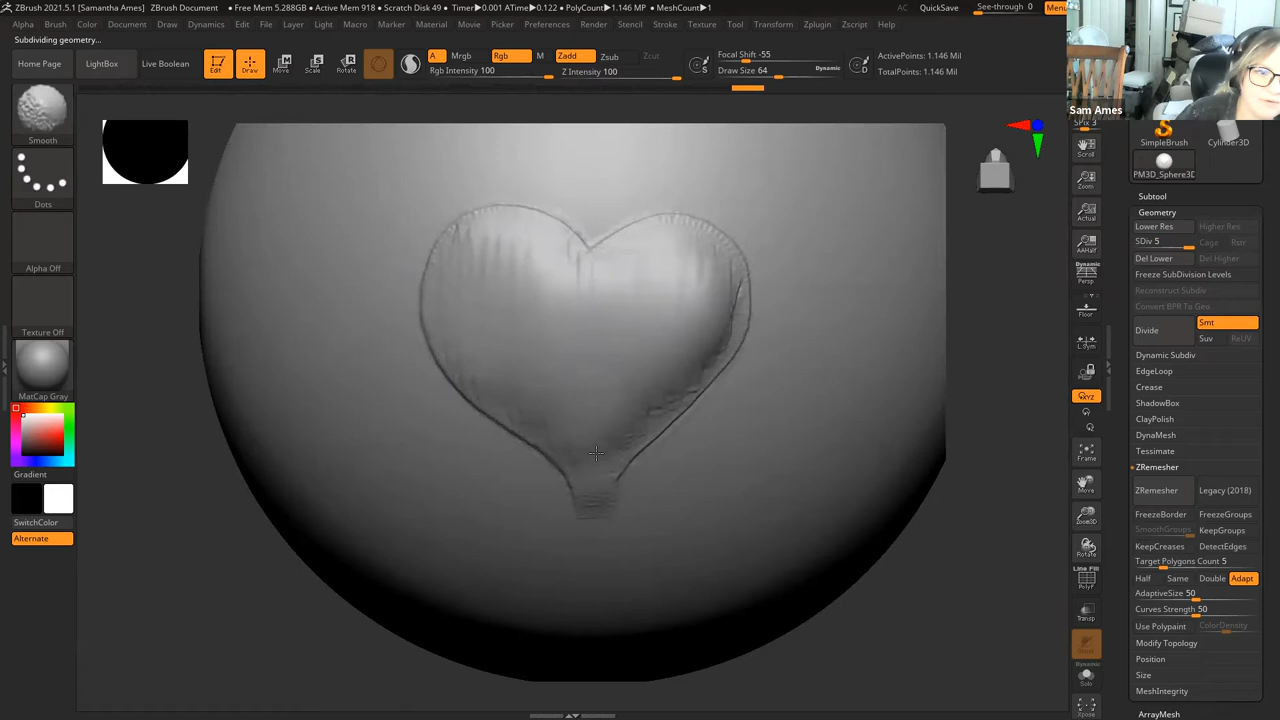 ZBrush 2021.5.1 [Samantha Ames] ZBrush Document • Free Mem 5.288GB • Active Mem 918 • Scratch Disk 49 • Timer▶0.001 ATime▶0.122 • PolyCount▶1.146 MP • MeshCount▶1 AC QuickSave See-through 0 Menu
Alpha Brush Color Document Draw Dynamics Edit File Layer Light Macro Marker Material Movie Picker Preferences Render Stencil Stroke Texture Tool Transform Zplugin Zscript Help
Subdividing geometry...
Home Page LightBox Live Boolean Edit Draw Move Scale Rotate
A Mrgb Rgb M Zadd Zsub Zcut
Rgb Intensity 100 Z Intensity 100
S
Focal Shift -55
Draw Size 64 Dynamic
D
ActivePoints: 1.146 Mil
TotalPoints: 1.146 Mil
Smooth
Dots
Alpha Off
Texture Off
MatCap Gray
Gradient
SwitchColor
Alternate
Sam Ames
SPix 3
Scroll
Zoom
Actual
AAHalf
Dynamic
Persp
Floor
L.Sym
XYZ
Frame
Move
Zoom3D
Rotate
Line Fill
PolyF
Transp
Dynamic
Solo
Xpose
SimpleBrush Cylinder3D
PM3D_Sphere3D
Subtool
Geometry
Lower Res Higher Res
SDiv 5 Cage Rstr
Del Lower Del Higher
Freeze SubDivision Levels
Reconstruct Subdiv
Convert BPR To Geo
Divide Smt
Suv ReUV
Dynamic Subdiv
EdgeLoop
Crease
ShadowBox
ClayPolish
DynaMesh
Tessimate
ZRemesher
ZRemesher Legacy (2018)
FreezeBorder FreezeGroups
SmoothGroups KeepGroups
KeepCreases DetectEdges
Target Polygons Count 5
Half Same Double Adapt
AdaptiveSize 50
Curves Strength 50
Use Polypaint ColorDensity
Modify Topology
Position
Size
MeshIntegrity
ArrayMesh